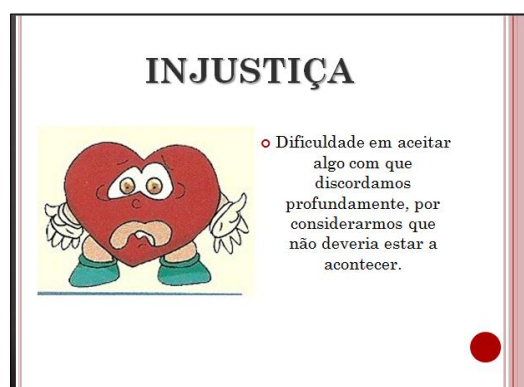 INJUSTIÇA
Dificuldade em aceitar
algo com que
discordamos
profundamente, por
considerarmos que
não deveria estar a
acontecer.